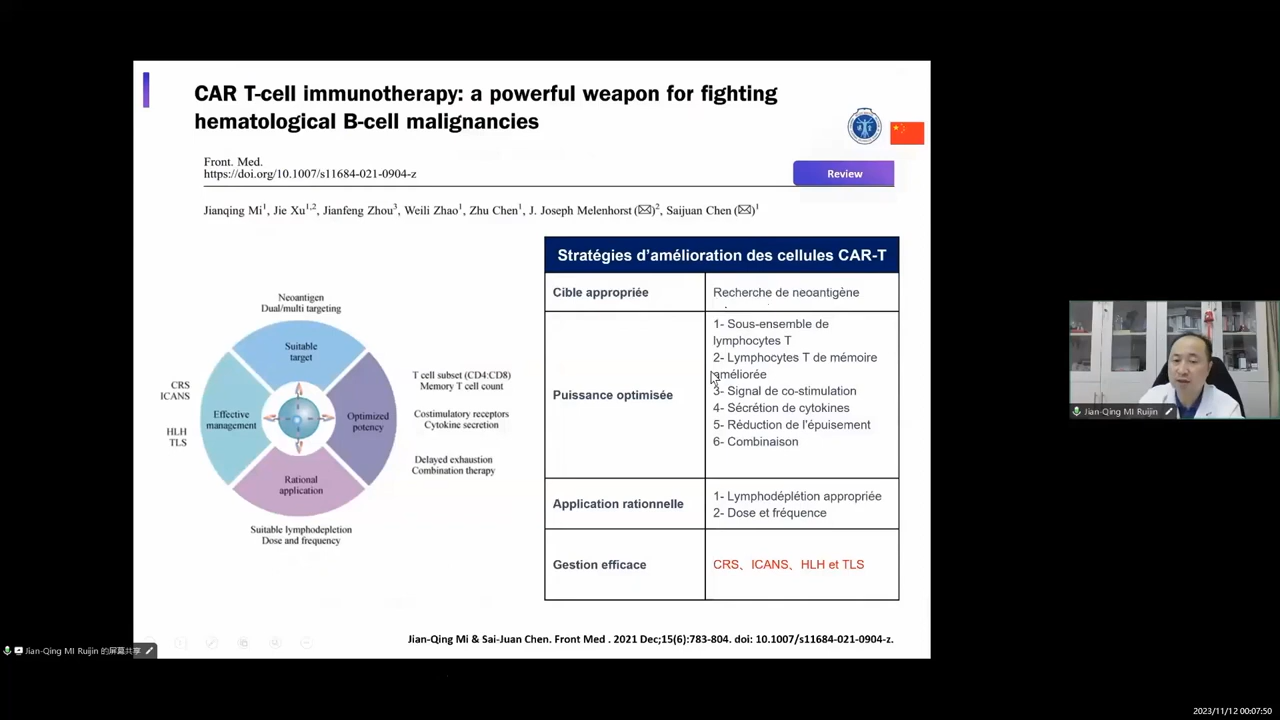 CAR T-cell immunotherapy: a powerful weapon for fighting
hematological B-cell malignancies
Front. Med.
https://doi.org/10.1007/s11684-021-0904-z
Review
Jianqing Mi1, Jie Xu1,2, Jianfeng Zhou3, Weili Zhao1, Zhu Chen1, J. Joseph Melenhorst (✉)2, Saijuan Chen (✉)1
Neoantigen
Dual/multi targeting
Suitable
target
CRS
ICANS
HLH
TLS
Effective
management
Optimized
potency
T cell subset (CD4:CD8)
Memory T cell count
Costimulatory receptors
Cytokine secretion
Delayed exhaustion
Combination therapy
Rational
application
Suitable lymphodepletion
Dose and frequency
Stratégies d’amélioration des cellules CAR-T
Cible appropriée
Recherche de neoantigène
Puissance optimisée
1- Sous-ensemble de
lymphocytes T
2- Lymphocytes T de mémoire
améliorée
3- Signal de co-stimulation
4- Sécrétion de cytokines
5- Réduction de l'épuisement
6- Combinaison
Application rationnelle
1- Lymphodéplétion appropriée
2- Dose et fréquence
Gestion efficace
CRS、ICANS、HLH et TLS
Jian-Qing Mi & Sai-Juan Chen. Front Med . 2021 Dec;15(6):783-804. doi: 10.1007/s11684-021-0904-z.
Jian-Qing MI Ruijin 的屏幕共享
Jian-Qing MI Ruijin
2023/11/12 00:07:50